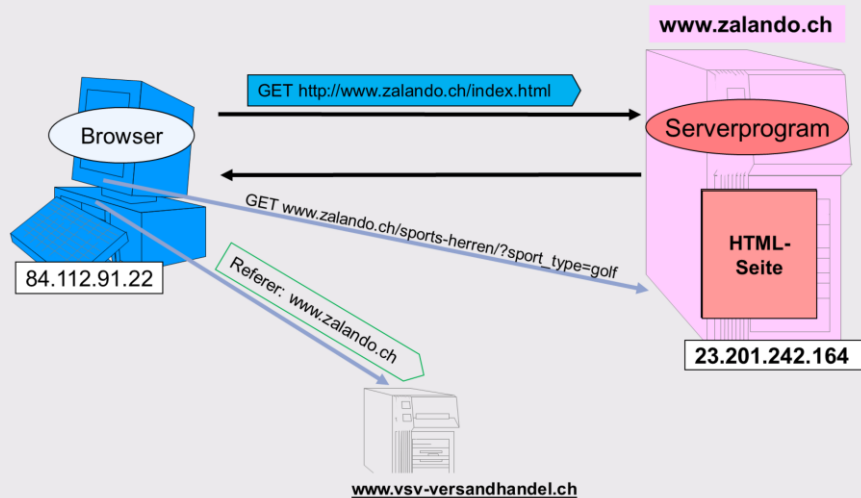 www.zalando.ch
GET http://www.zalando.ch/index.html
Browser
Serverprogram
GET www.zalando.ch/sports-herren/?sport_type=golf
HTML-
Seite
84.112.91.22
Referer: www.zalando.ch
23.201.242.164
www.vsv-versandhandel.ch